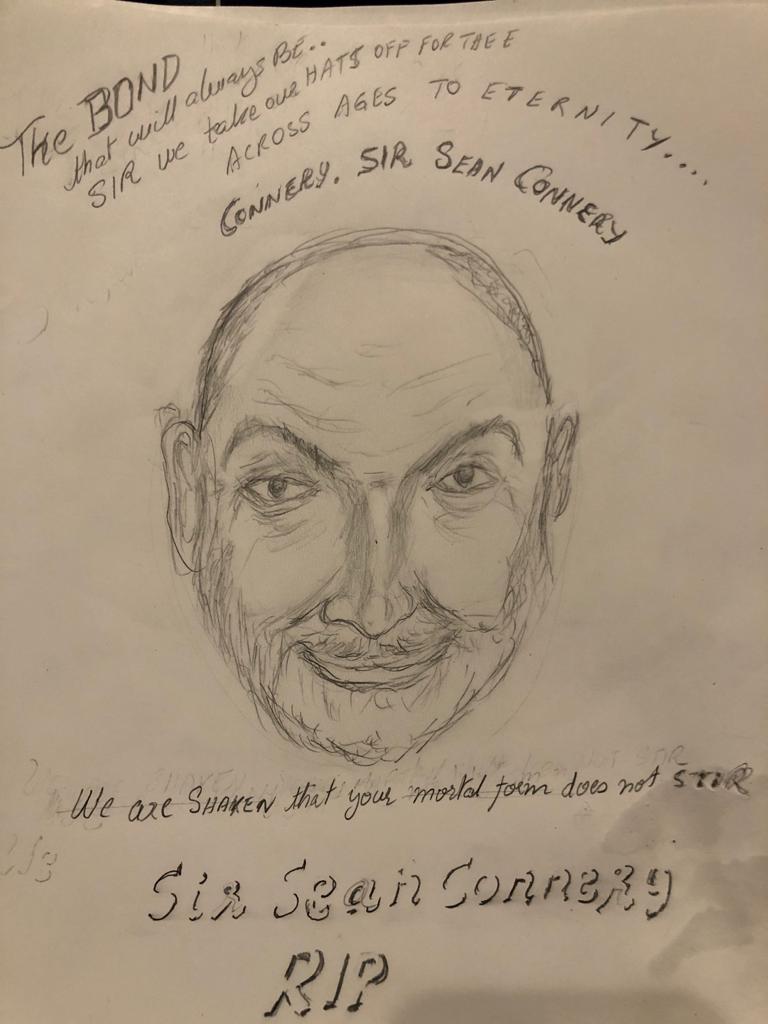 The BOND
that will always BE..
SIR we take our HATS OFF FOR THEE
ACROSS AGES TO ETERNITY....
CONNERY. SIR SEAN CONNERY
We are SHAKEN that your mortal form does not STIR
Sir Sean Connery
RIP